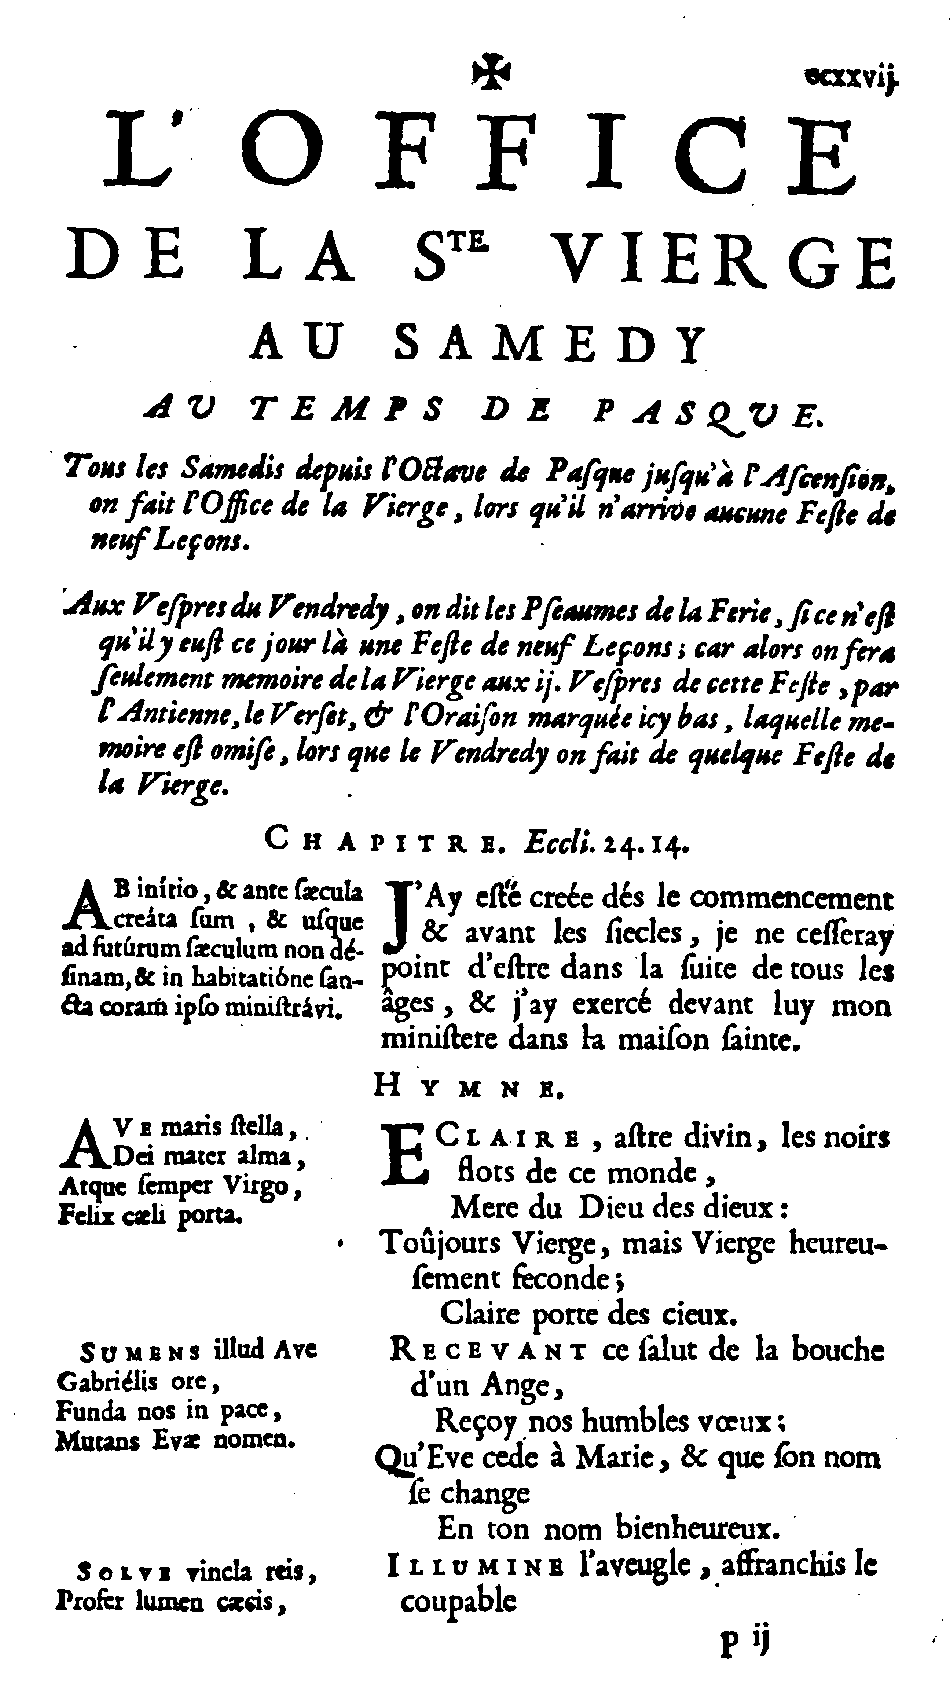 ✠ ccxxvij.
L'OFFICE
DE LA STE VIERGE
AU SAMEDY
AU TEMPS DE PASQUE.
Tous les Samedis depuis l'Octave de Paſque juſqu'à l'Aſcenſion,
on fait l'Office de la Vierge, lors qu'il n'arrive aucune Feſte de
neuf Leçons.
Aux Veſpres du Vendredy, on dit les Pſeaumes de la Ferie, ſi ce n'eſt
qu'il y euſt ce jour là une Feſte de neuf Leçons; car alors on fera
ſeulement memoire de la Vierge aux ij. Veſpres de cette Feſte, par
l'Antienne, le Verſet, & l'Oraiſon marquée icy bas, laquelle me-
moire eſt omiſe, lors que le Vendredy on fait de quelque Feſte de
la Vierge.
CHAPITRE. Eccli. 24. 14.
AB inítio, & ante ſæcula
creáta ſum, & uſque
ad futúrum ſæculum non dé-
ſinam, & in habitatióne ſan-
cta coram ipſo miniſtrávi.
J'Ay eſté creée dés le commencement
& avant les ſiecles, je ne ceſſeray
point d'eſtre dans la ſuite de tous les
âges, & j'ay exercé devant luy mon
miniſtere dans la maiſon ſainte.
HYMNE.
AVE maris ſtella,
Dei mater alma,
Atque ſemper Virgo,
Felix cæli porta.
ECLAIRE, aſtre divin, les noirs
flots de ce monde,
Mere du Dieu des dieux:
Toûjours Vierge, mais Vierge heureu-
ſement feconde;
Claire porte des cieux.
SUMENS illud Ave
Gabriélis ore,
Funda nos in pace,
Mutans Evæ nomen.
RECEVANT ce ſalut de la bouche
d'un Ange,
Reçoy nos humbles vœux;
Qu'Eve cede à Marie, & que ſon nom
ſe change
En ton nom bienheureux.
SOLVE vincla reis,
Profer lumen cæcis,
ILLUMINE l'aveugle, affranchis le
coupable
p ij